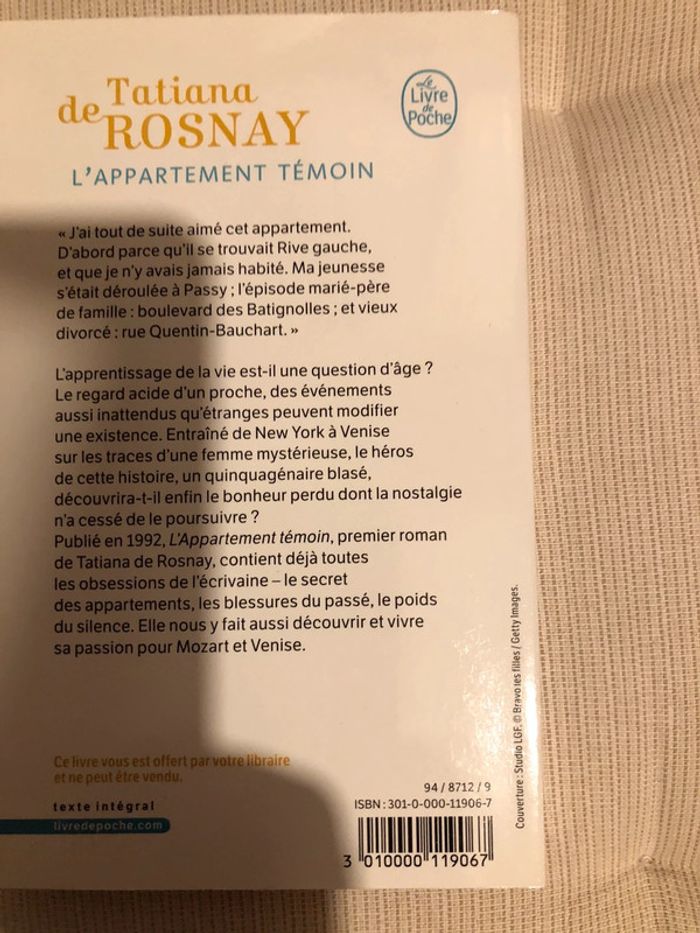 Tatiana
de ROSNAY
Le
Livre
de
Poche
L'APPARTEMENT TÉMOIN
« J'ai tout de suite aimé cet appartement.
D'abord parce qu'il se trouvait Rive gauche,
et que je n'y avais jamais habité. Ma jeunesse
s'était déroulée à Passy ; l'épisode marié-père
de famille : boulevard des Batignolles ; et vieux
divorcé : rue Quentin-Bauchart. »
L'apprentissage de la vie est-il une question d'âge ?
Le regard acide d'un proche, des événements
aussi inattendus qu'étranges peuvent modifier
une existence. Entraîné de New York à Venise
sur les traces d'une femme mystérieuse, le héros
de cette histoire, un quinquagénaire blasé,
découvrira-t-il enfin le bonheur perdu dont la nostalgie
n'a cessé de le poursuivre ?
Publié en 1992, L'Appartement témoin, premier roman
de Tatiana de Rosnay, contient déjà toutes
les obsessions de l'écrivaine – le secret
des appartements, les blessures du passé, le poids
du silence. Elle nous y fait aussi découvrir et vivre
sa passion pour Mozart et Venise.
Ce livre vous est offert par votre libraire
et ne peut être vendu.
texte intégral
livredepoche.com
94 / 8712 / 9
ISBN : 301-0-000-11906-7
3 010000 119067
Couverture : Studio LGF. © Bravo les filles / Getty Images.